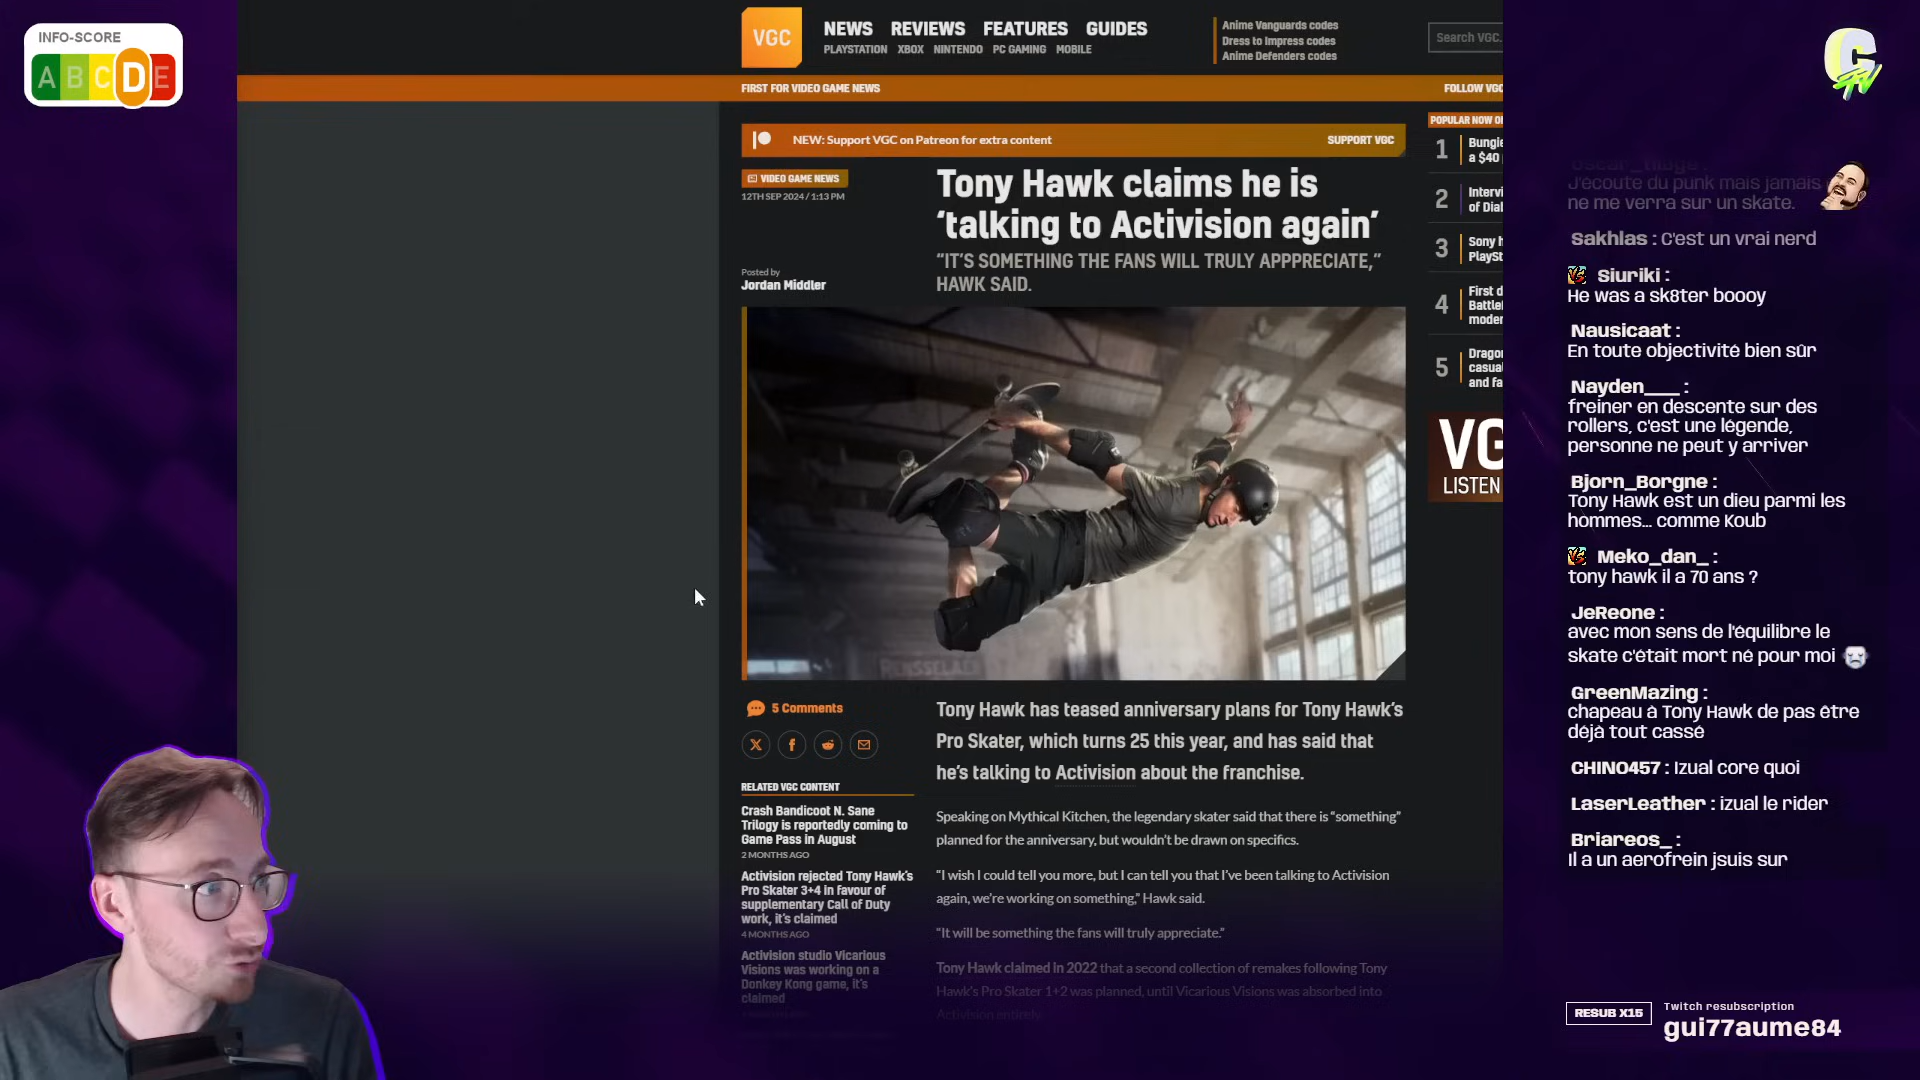 INFO-SCORE
A B C D E
VGC
NEWS REVIEWS FEATURES GUIDES
PLAYSTATION XBOX NINTENDO PC GAMING MOBILE
Anime Vanguards codes
Dress to Impress codes
Anime Defenders codes
Search VGC.
FIRST FOR VIDEO GAME NEWS
FOLLOW VGC
NEW: Support VGC on Patreon for extra content
SUPPORT VGC
VIDEO GAME NEWS
12TH SEP 2024 / 1:13 PM
Tony Hawk claims he is
‘talking to Activision again’
“IT’S SOMETHING THE FANS WILL TRULY APPPRECIATE,”
HAWK SAID.
Posted by
Jordan Middler
POPULAR NOW
1 Bungie
a $40
2 Intervi
of Dia
3 Sony h
PlaySt
4 First d
Battle
moder
5 Drago
casua
and fa
VG
LISTEN
5 Comments
RELATED VGC CONTENT
Crash Bandicoot N. Sane
Trilogy is reportedly coming to
Game Pass in August
2 MONTHS AGO
Activision rejected Tony Hawk’s
Pro Skater 3+4 in favour of
supplementary Call of Duty
work, it’s claimed
4 MONTHS AGO
Activision studio Vicarious
Visions was working on a
Donkey Kong game, it’s
claimed
Tony Hawk has teased anniversary plans for Tony Hawk’s
Pro Skater, which turns 25 this year, and has said that
he’s talking to Activision about the franchise.
Speaking on Mythical Kitchen, the legendary skater said that there is “something”
planned for the anniversary, but wouldn’t be drawn on specifics.
“I wish I could tell you more, but I can tell you that I’ve been talking to Activision
again, we’re working on something,” Hawk said.
“It will be something the fans will truly appreciate.”
Tony Hawk claimed in 2022 that a second collection of remakes following Tony
Hawk’s Pro Skater 1+2 was planned, until Vicarious Visions was absorbed into
Activision entirely.
J'écoute du punk mais jamais
ne me verra sur un skate.
Sakhlas : C'est un vrai nerd
Siuriki :
He was a sk8ter boooy
Nausicaat :
En toute objectivité bien sûr
Nayden___ :
freiner en descente sur des
rollers, c'est une légende,
personne ne peut y arriver
Bjorn_Borgne :
Tony Hawk est un dieu parmi les
hommes... comme Koub
Meko_dan_ :
tony hawk il a 70 ans ?
JeReone :
avec mon sens de l'équilibre le
skate c'était mort né pour moi
GreenMazing :
chapeau à Tony Hawk de pas être
déjà tout cassé
CHINO457 : Izual core quoi
LaserLeather : izual le rider
Briareos_ :
Il a un aerofrein jsuis sur
RESUB X15
Twitch resubscription
gui77aume84